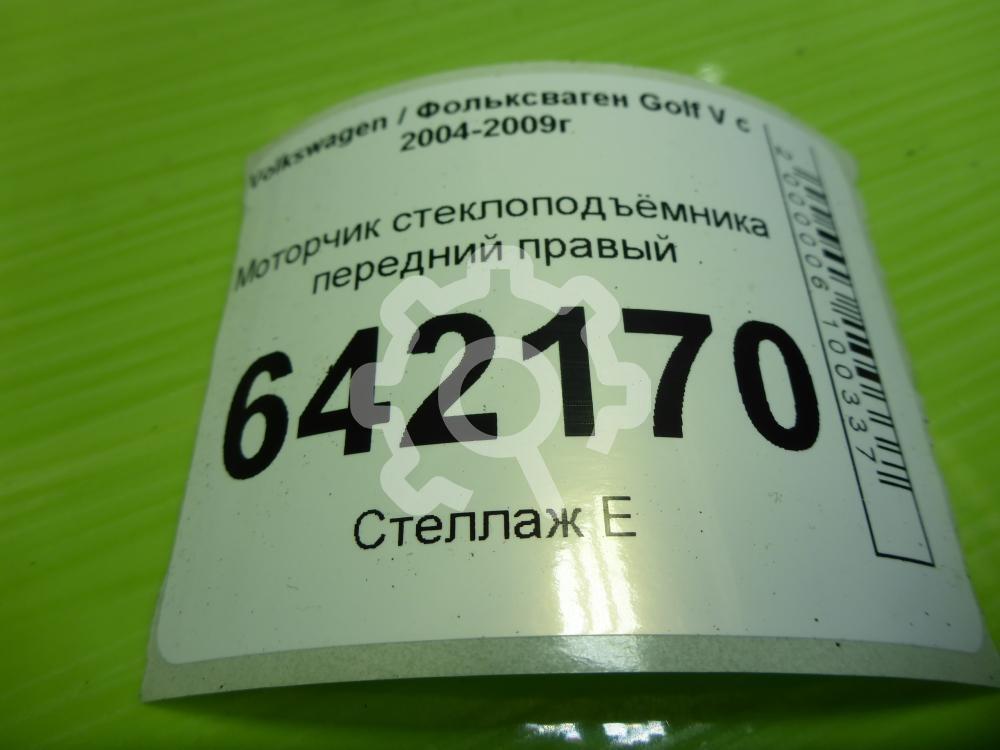 Volkswagen / Фольксваген Golf V с
2004-2009г
Моторчик стеклоподъёмника
передний правый
642170
Стеллаж Е
2000006100337